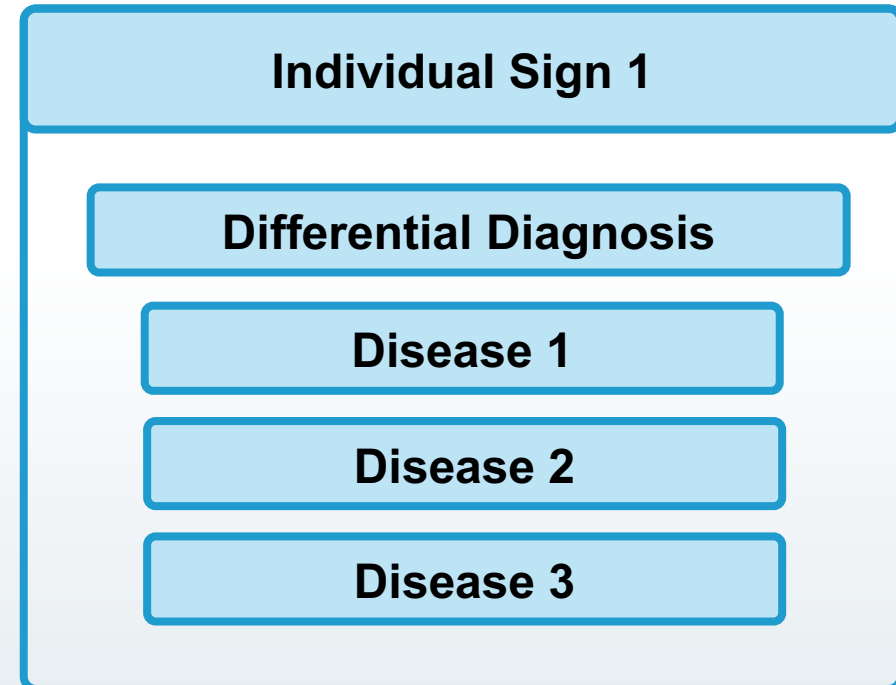 Individual Sign 1
Differential Diagnosis
Disease 1
Disease 2
Disease 3